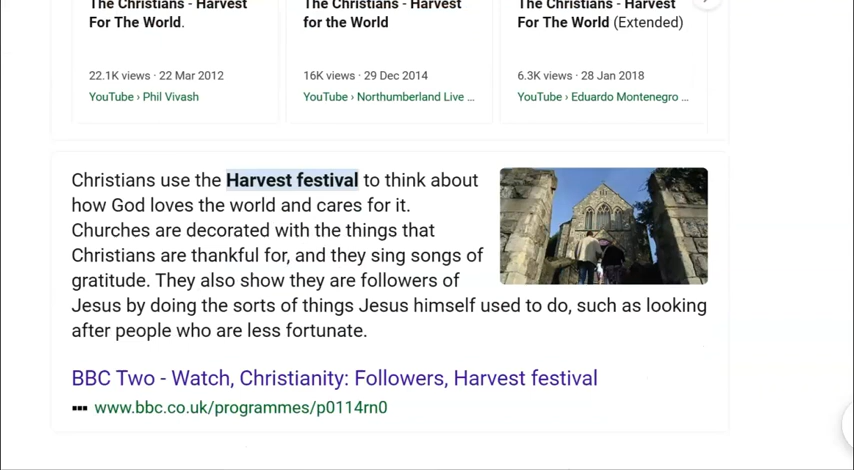 The Christians - Harvest
For The World.
22.1K views · 22 Mar 2012
YouTube › Phil Vivash
The Christians - Harvest
for the World
16K views · 29 Dec 2014
YouTube › Northumberland Live ...
The Christians - Harvest
For The World (Extended)
6.3K views · 28 Jan 2018
YouTube › Eduardo Montenegro ...
Christians use the Harvest festival to think about
how God loves the world and cares for it.
Churches are decorated with the things that
Christians are thankful for, and they sing songs of
gratitude. They also show they are followers of
Jesus by doing the sorts of things Jesus himself used to do, such as looking
after people who are less fortunate.
BBC Two - Watch, Christianity: Followers, Harvest festival
www.bbc.co.uk/programmes/p0114rn0